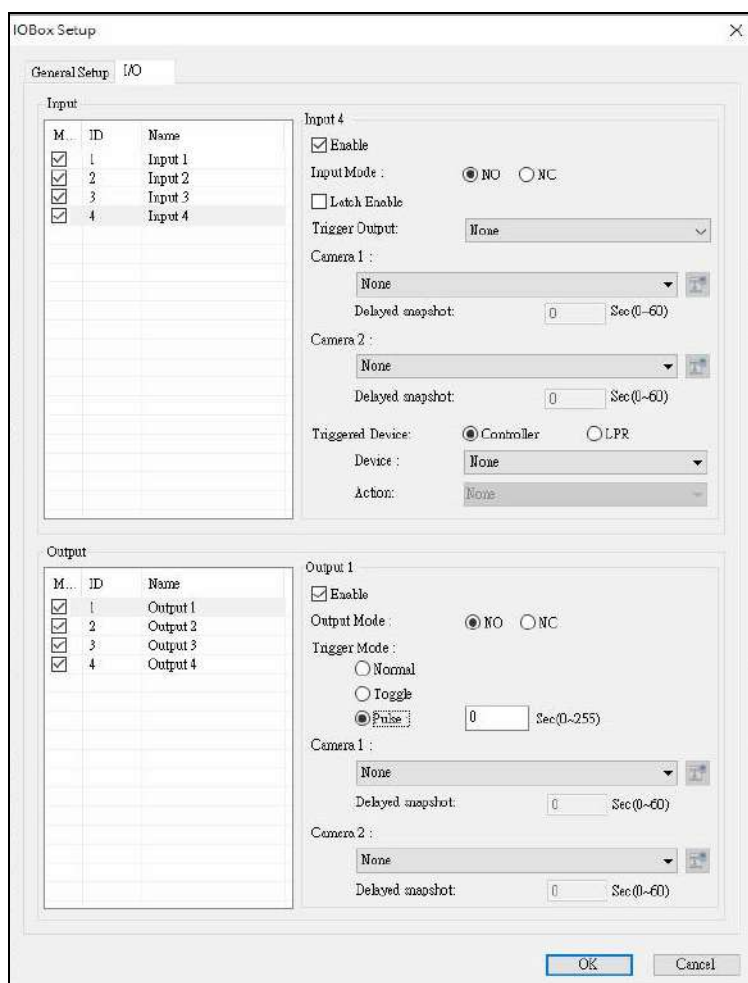 IOBox Setup
General Setup
I/O
Input
M... ID Name
1 Input 1
2 Input 2
3 Input 3
4 Input 4
Input 4
Enable
Input Mode : NO NC
Latch Enable
Trigger Output: None
Camera 1 :
None
Delayed snapshot: 0 Sec(0~60)
Camera 2 :
None
Delayed snapshot: 0 Sec(0~60)
Triggered Device: Controller LPR
Device : None
Action: None
Output
M... ID Name
1 Output 1
2 Output 2
3 Output 3
4 Output 4
Output 1
Enable
Output Mode : NO NC
Trigger Mode :
Normal
Toggle
Pulse : 0 Sec(0~255)
Camera 1 :
None
Delayed snapshot: 0 Sec(0~60)
Camera 2 :
None
Delayed snapshot: 0 Sec(0~60)
OK Cancel